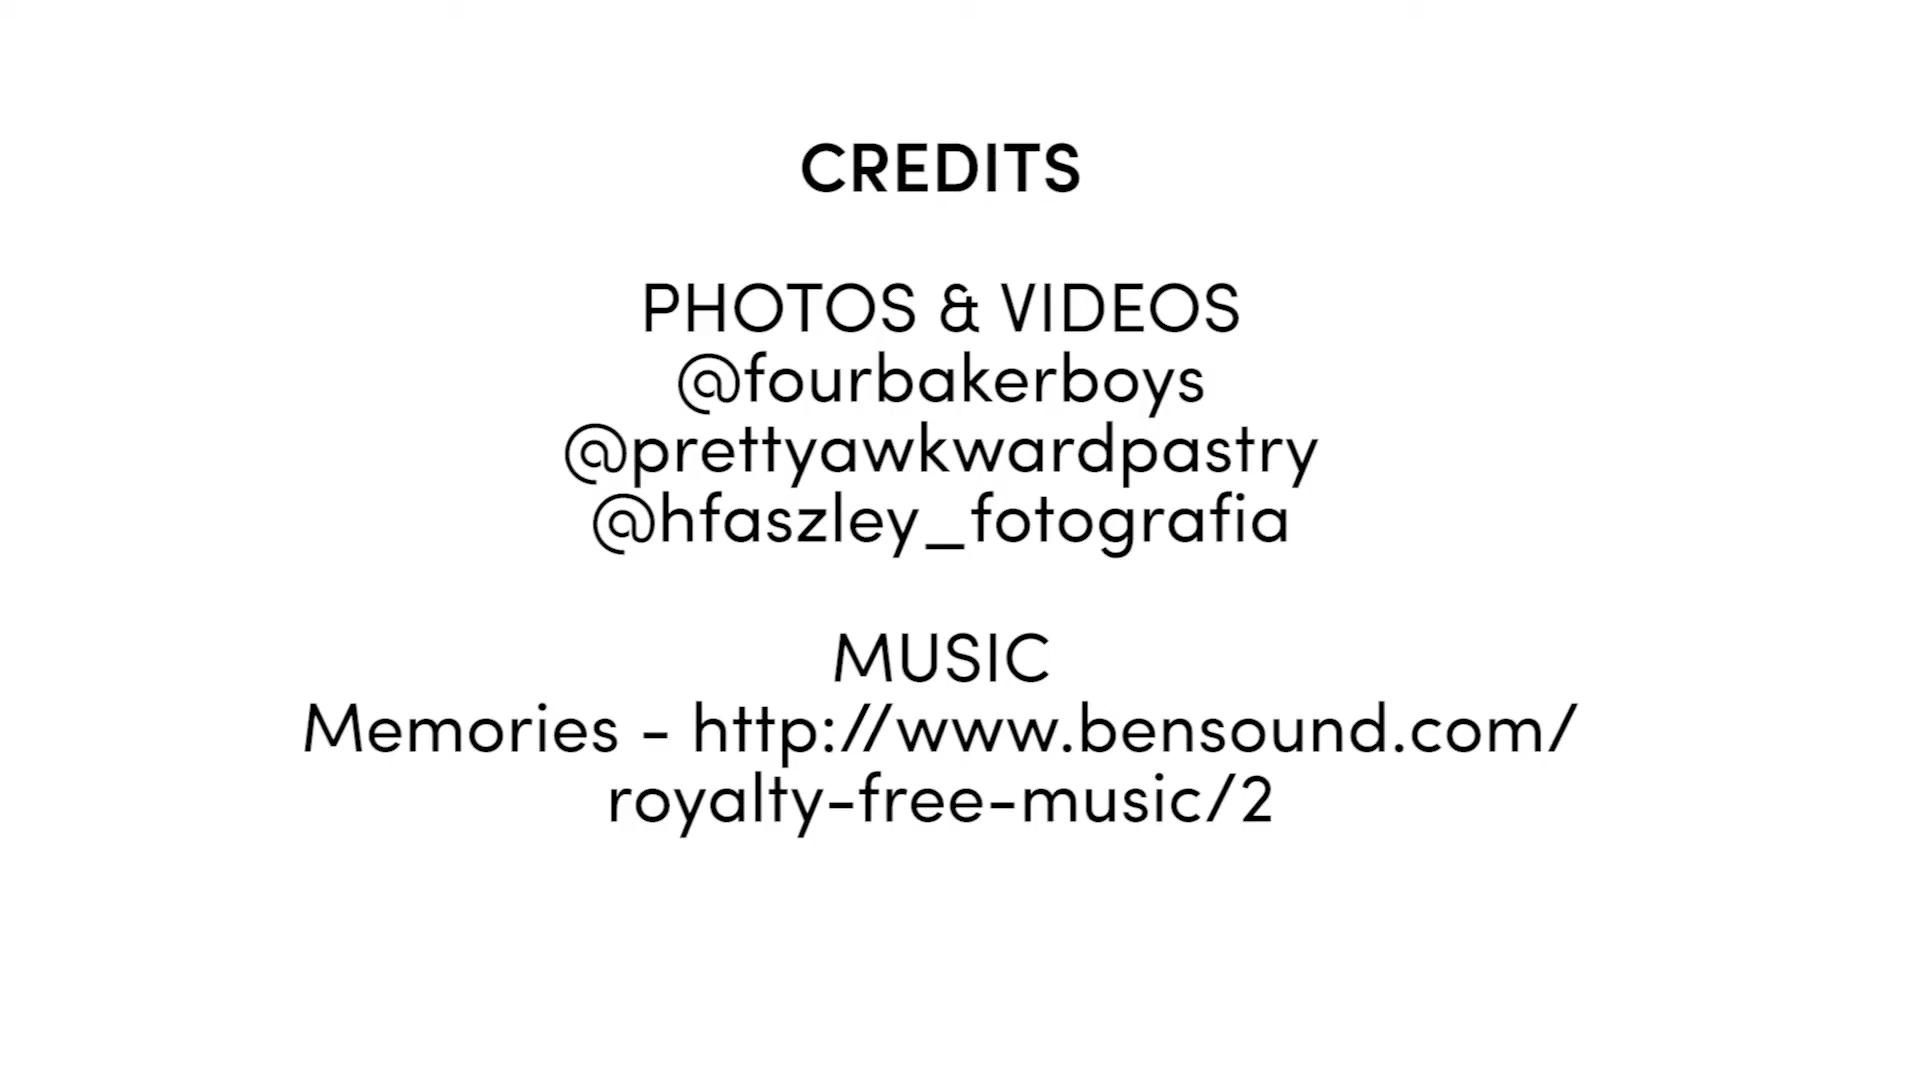 CREDITS
PHOTOS & VIDEOS
@fourbakerboys
@prettyawkwardpastry
@hfaszley_fotografia
MUSIC
Memories - http://www.bensound.com/
royalty-free-music/2